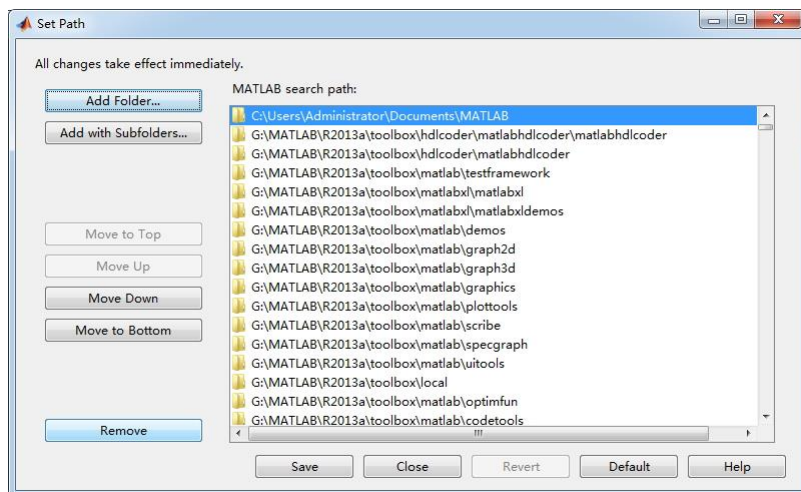 Set Path
All changes take effect immediately.
Add Folder...
Add with Subfolders...
Move to Top
Move Up
Move Down
Move to Bottom
Remove
MATLAB search path:
C:\Users\Administrator\Documents\MATLAB
G:\MATLAB\R2013a\toolbox\hdlcoder\matlabhdlcoder\matlabhdlcoder
G:\MATLAB\R2013a\toolbox\hdlcoder\matlabhdlcoder
G:\MATLAB\R2013a\toolbox\matlab\testframework
G:\MATLAB\R2013a\toolbox\matlabxl\matlabxl
G:\MATLAB\R2013a\toolbox\matlabxl\matlabxldemos
G:\MATLAB\R2013a\toolbox\matlab\demos
G:\MATLAB\R2013a\toolbox\matlab\graph2d
G:\MATLAB\R2013a\toolbox\matlab\graph3d
G:\MATLAB\R2013a\toolbox\matlab\graphics
G:\MATLAB\R2013a\toolbox\matlab\plottools
G:\MATLAB\R2013a\toolbox\matlab\scribe
G:\MATLAB\R2013a\toolbox\matlab\specgraph
G:\MATLAB\R2013a\toolbox\matlab\uitools
G:\MATLAB\R2013a\toolbox\local
G:\MATLAB\R2013a\toolbox\matlab\optimfun
G:\MATLAB\R2013a\toolbox\matlab\codetools
Save
Close
Revert
Default
Help